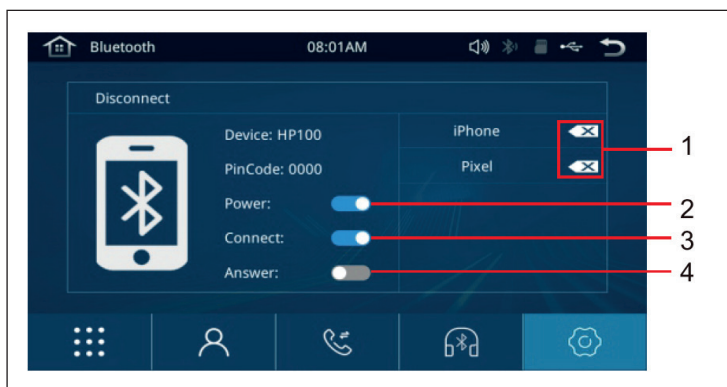 Bluetooth 08:01AM
Disconnect
Device: HP100
PinCode: 0000
Power:
Connect:
Answer:
iPhone
Pixel
1
2
3
4